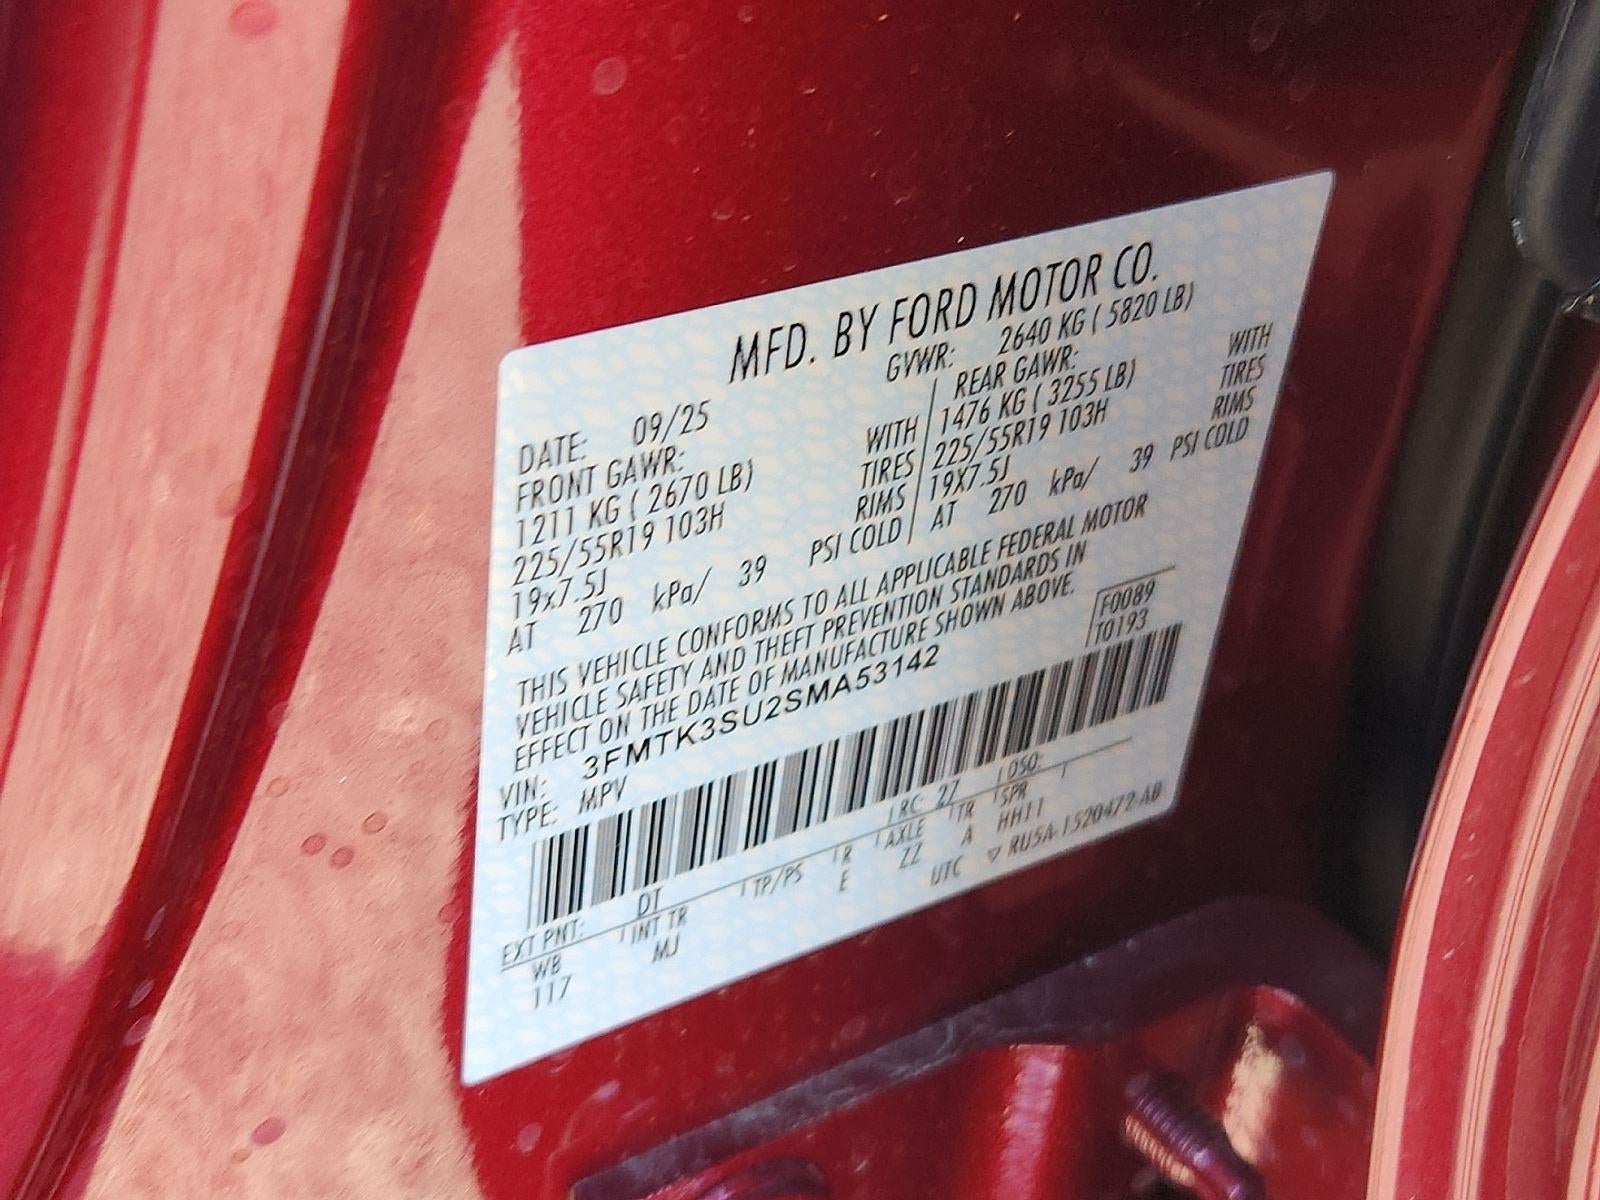 MFD. BY FORD MOTOR CO.
DATE: 09/25 GVWR: 2640 KG ( 5820 LB)
FRONT GAWR: WITH REAR GAWR: WITH
1211 KG ( 2670 LB) TIRES 1476 KG ( 3255 LB) TIRES
225/55R19 103H RIMS 225/55R19 103H RIMS
19x7.5J 19X7.5J
AT 270 kPa/ 39 PSI COLD AT 270 kPa/ 39 PSI COLD
THIS VEHICLE CONFORMS TO ALL APPLICABLE FEDERAL MOTOR
VEHICLE SAFETY AND THEFT PREVENTION STANDARDS IN
EFFECT ON THE DATE OF MANUFACTURE SHOWN ABOVE.
F0089
VIN: 3FMTK3SU2SMA53142 T0193
TYPE: MPV
EXT PNT: DT RC: 27 DSO:
WB INT TR TP/PS R AXLE TR SPR
117 MJ E ZZ A HH11
UTC ▽ RU5A-1520472-AB